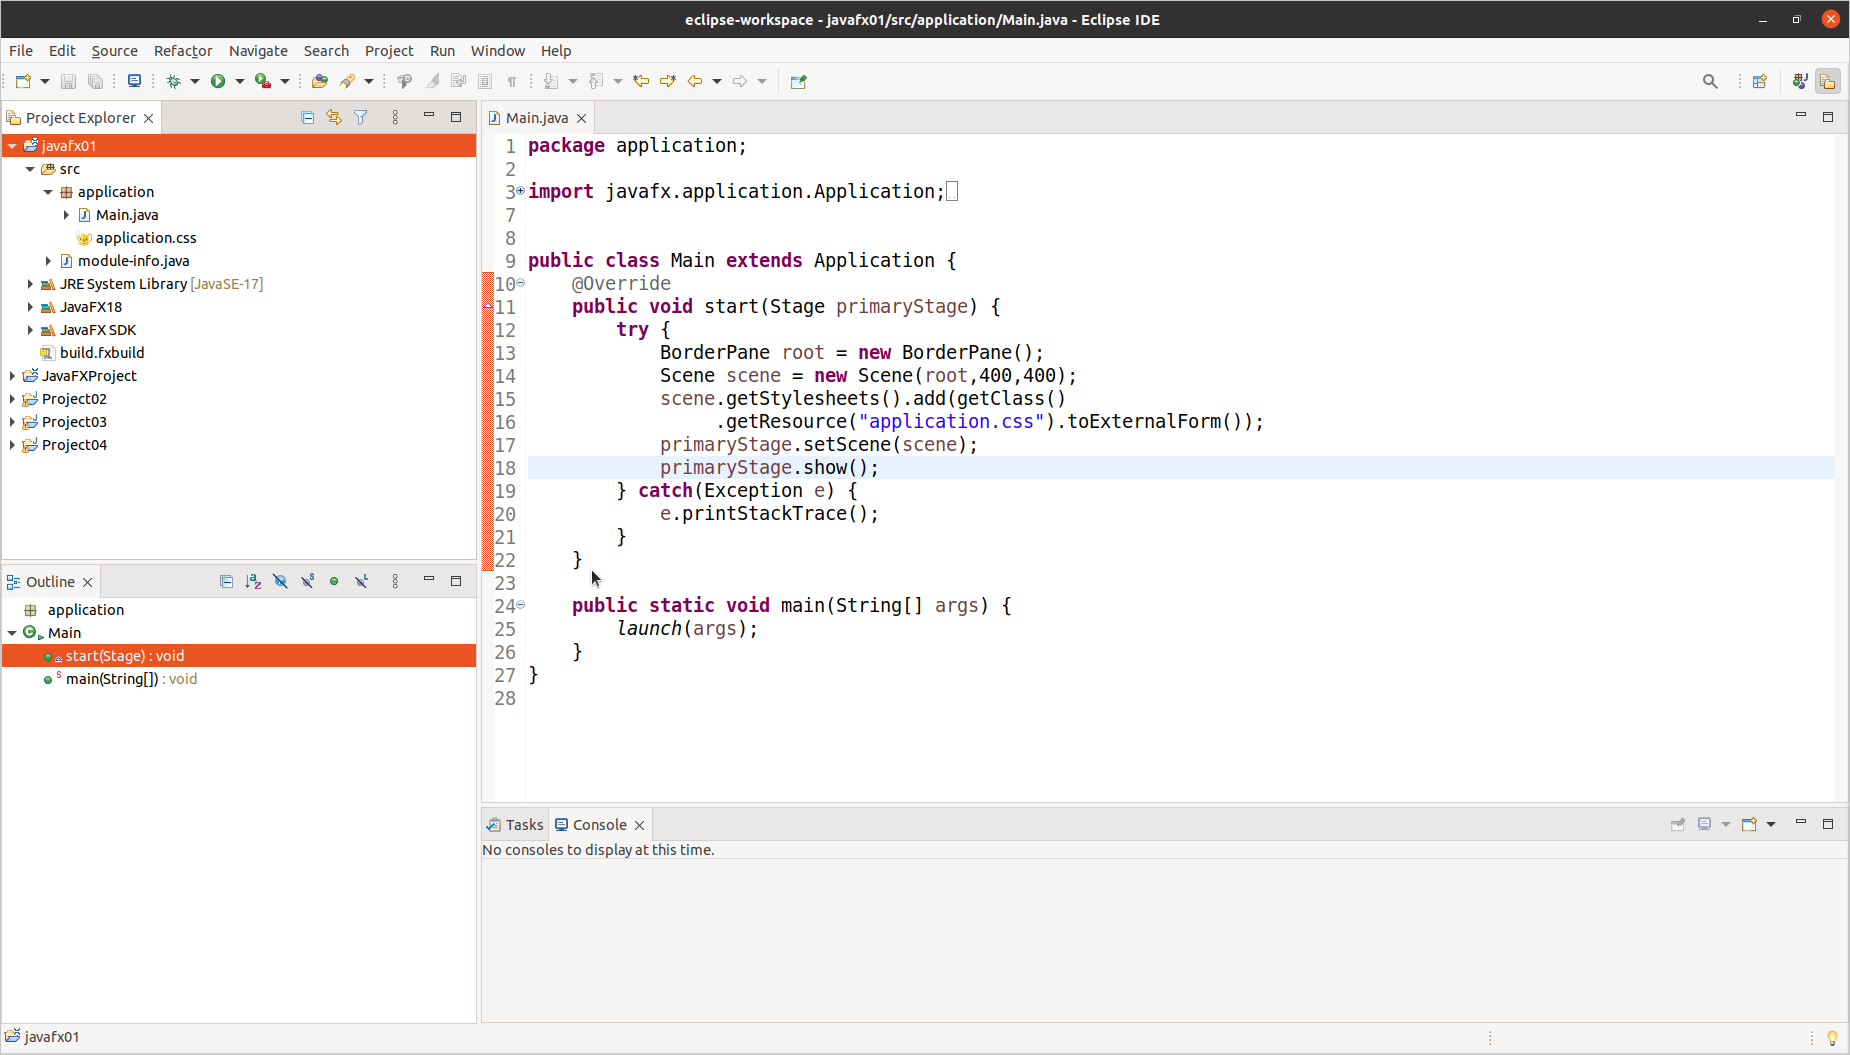 eclipse-workspace - javafx01/src/application/Main.java - Eclipse IDE
File Edit Source Refactor Navigate Search Project Run Window Help
Project Explorer
javafx01
src
application
Main.java
application.css
module-info.java
JRE System Library [JavaSE-17]
JavaFX18
JavaFX SDK
build.fxbuild
JavaFXProject
Project02
Project03
Project04
Outline
application
Main
start(Stage) : void
main(String[]) : void
Main.java
1 package application;
2
3 import javafx.application.Application;
7
8
9 public class Main extends Application {
10 @Override
11 public void start(Stage primaryStage) {
12 try {
13 BorderPane root = new BorderPane();
14 Scene scene = new Scene(root,400,400);
15 scene.getStylesheets().add(getClass()
16 .getResource("application.css").toExternalForm());
17 primaryStage.setScene(scene);
18 primaryStage.show();
19 } catch(Exception e) {
20 e.printStackTrace();
21 }
22 }
23
24 public static void main(String[] args) {
25 launch(args);
26 }
27 }
28
Tasks Console
No consoles to display at this time.
javafx01